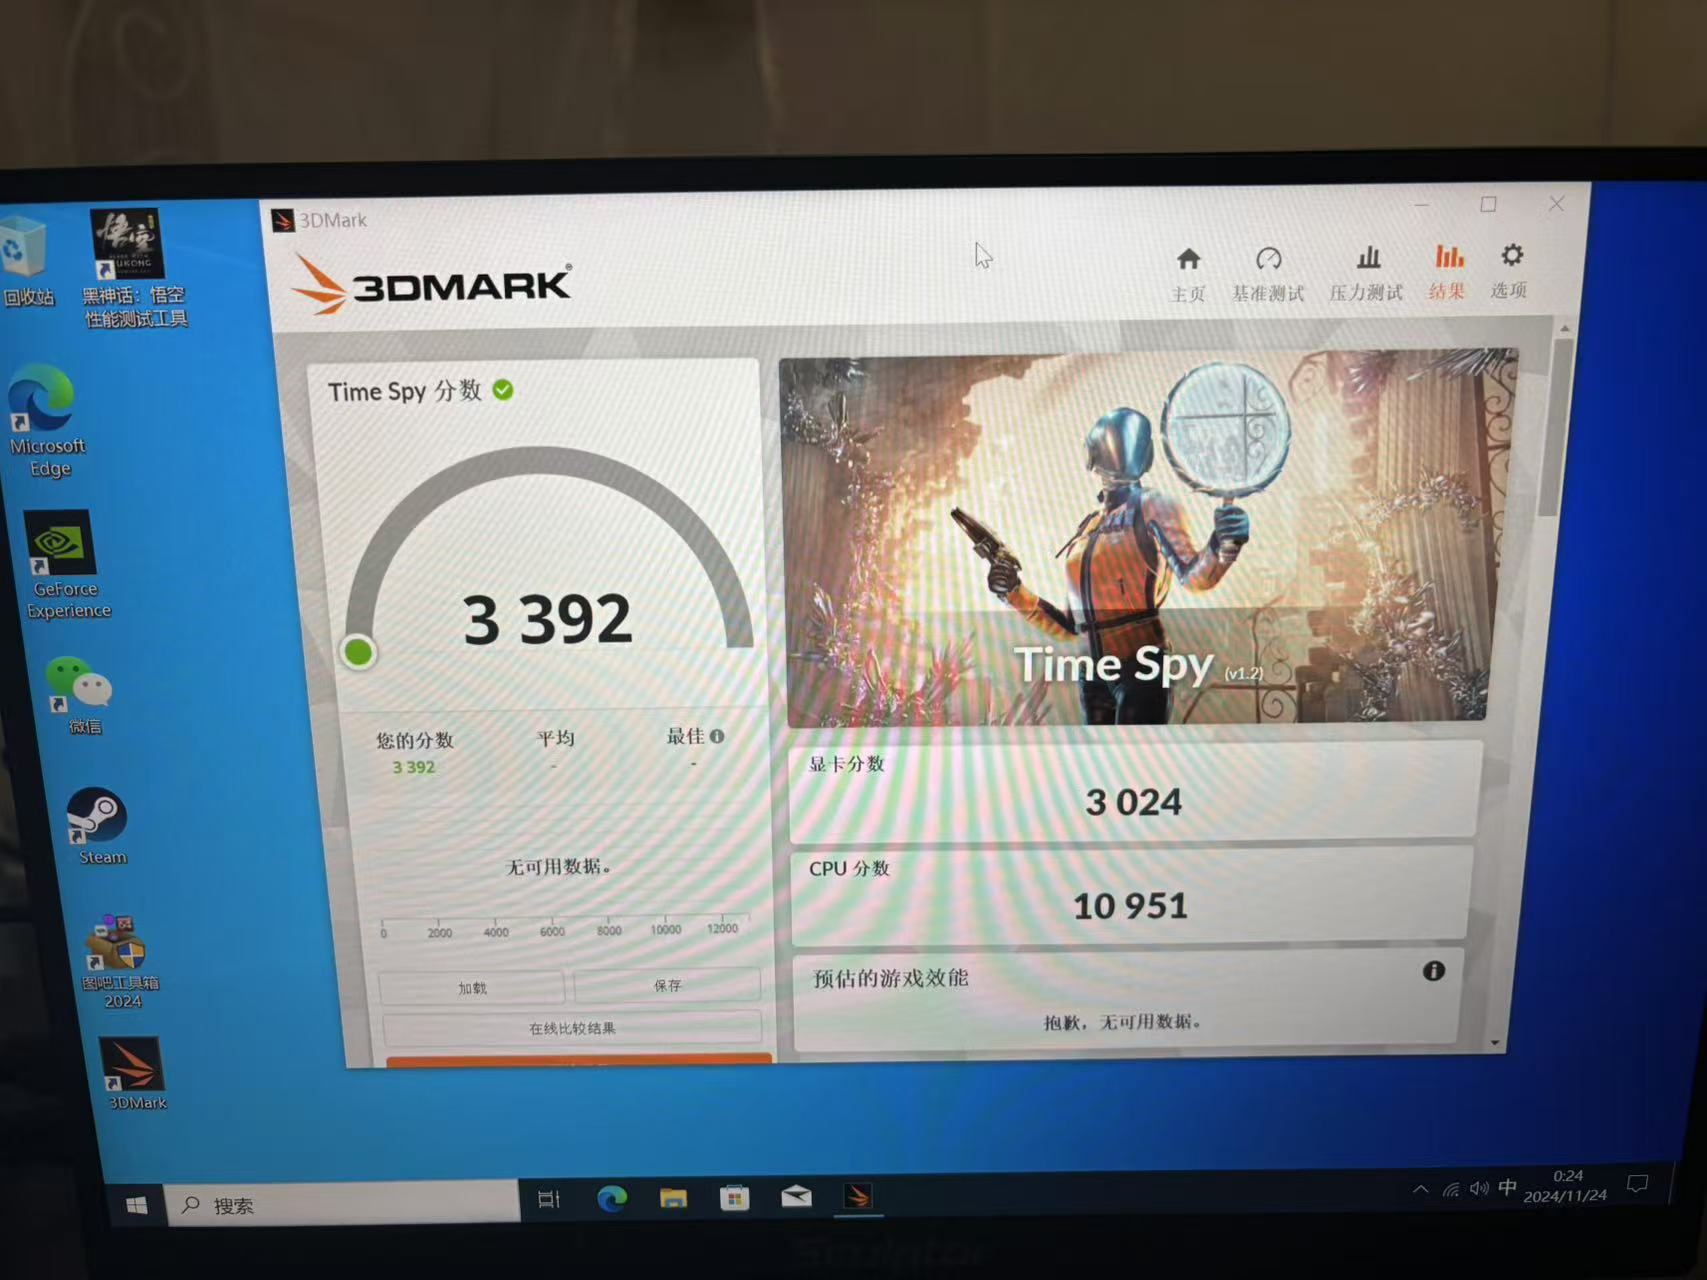 3DMark
3DMARK®
主页
基准测试
压力测试
结果
选项
回收站
悟空
黑神话：悟空
性能测试工具
Microsoft
Edge
GeForce
Experience
微信
Steam
图吧工具箱
2024
3DMark
Time Spy 分数
3 392
您的分数
平均
最佳
3 392
-
-
无可用数据。
0
2000
4000
6000
8000
10000
12000
加载
保存
在线比较结果
Time Spy (v1.2)
显卡分数
3 024
CPU 分数
10 951
预估的游戏效能
抱歉，无可用数据。
搜索
中
0:24
2024/11/24